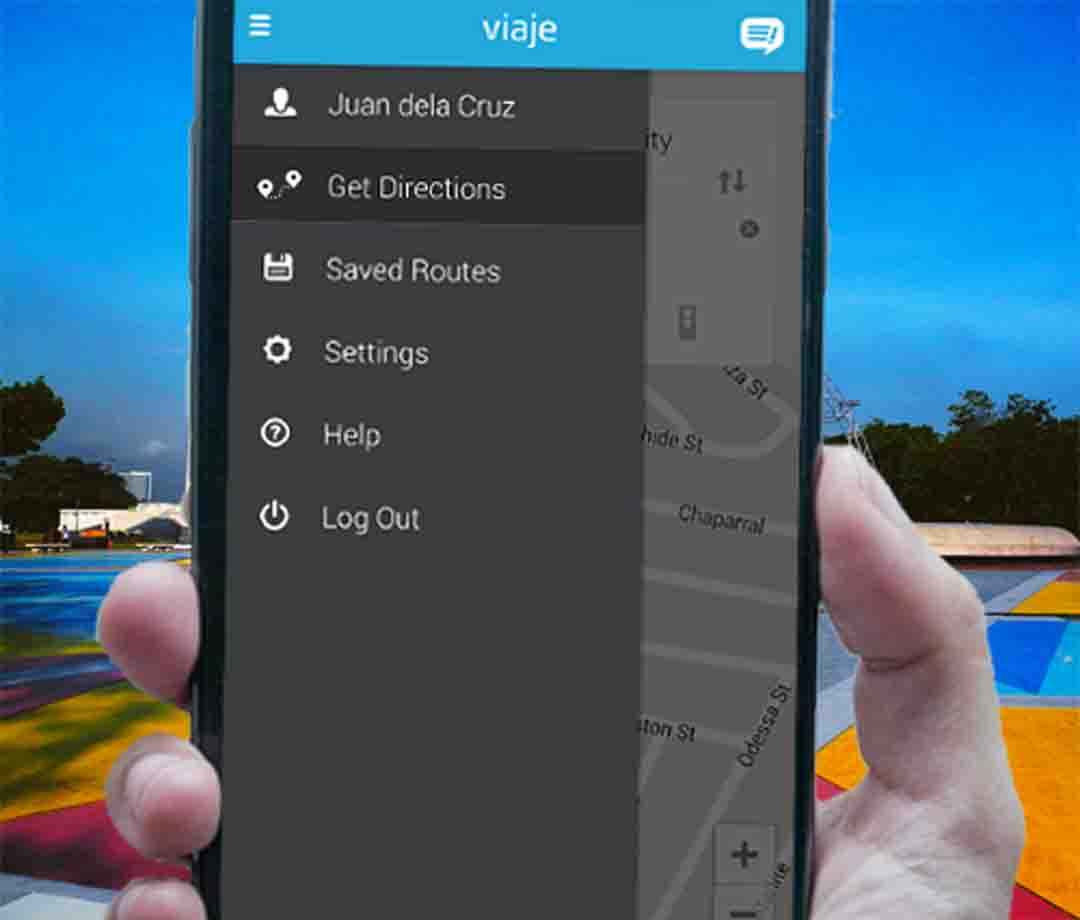 viaje
Juan dela Cruz
ity
Get Directions
Saved Routes
Settings
za St
hide St
Help
Chaparral
Log Out
ston St
Odessa St